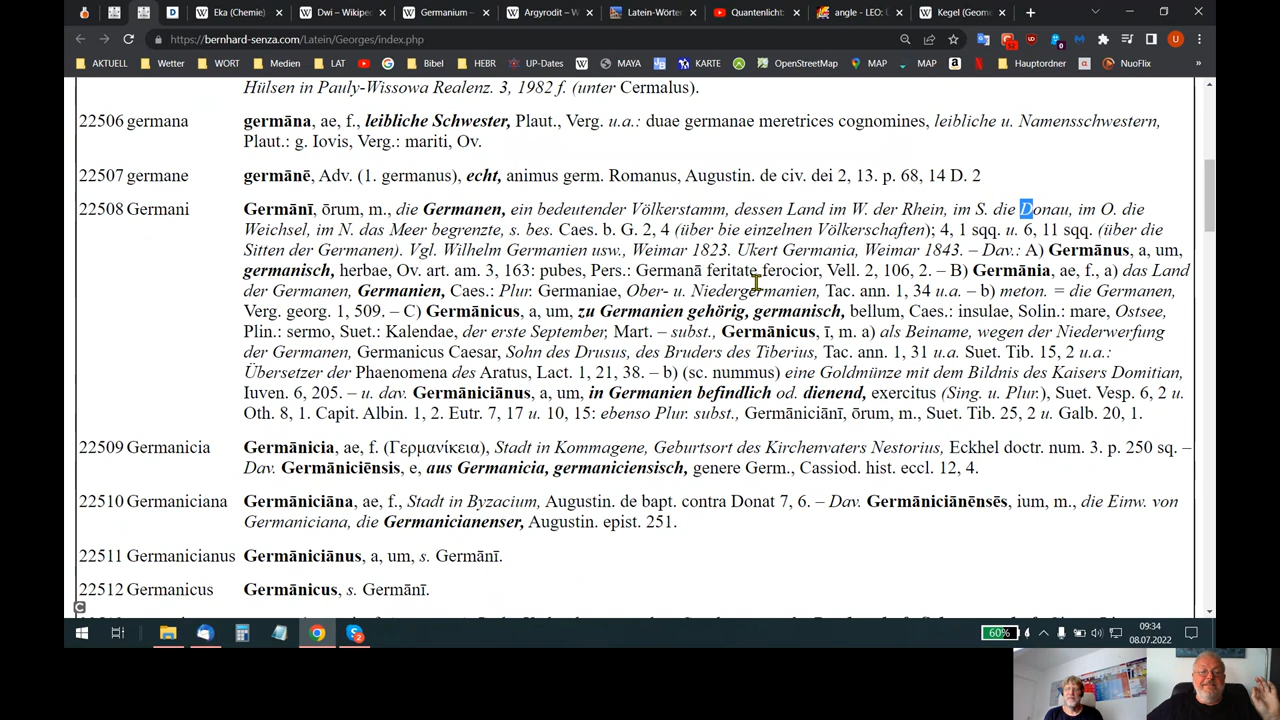 Eka (Chemie)
Dwi – Wikipe
Germanium –
Argyrodit – W
Latein-Wörter
Quantenlicht
angle - LEO: Ü
Kegel (Geome
https://bernhard-senza.com/Latein/Georges/index.php
AKTUELL Wetter WORT Medien LAT Bibel HEBR UP-Dates MAYA KARTE OpenStreetMap MAP MAP Hauptordner NuoFlix
Hülsen in Pauly-Wissowa Realenz. 3, 1982 f. (unter Cermalus).
22506 germana germāna, ae, f., leibliche Schwester, Plaut., Verg. u.a.: duae germanae meretrices cognomines, leibliche u. Namensschwestern,
Plaut.: g. Iovis, Verg.: mariti, Ov.
22507 germane germānē, Adv. (1. germanus), echt, animus germ. Romanus, Augustin. de civ. dei 2, 13. p. 68, 14 D. 2
22508 Germani Germānī, ōrum, m., die Germanen, ein bedeutender Völkerstamm, dessen Land im W. der Rhein, im S. die Donau, im O. die
Weichsel, im N. das Meer begrenzte, s. bes. Caes. b. G. 2, 4 (über bie einzelnen Völkerschaften); 4, 1 sqq. u. 6, 11 sqq. (über die
Sitten der Germanen). Vgl. Wilhelm Germanien usw., Weimar 1823. Ukert Germania, Weimar 1843. – Dav.: A) Germānus, a, um,
germanisch, herbae, Ov. art. am. 3, 163: pubes, Pers.: Germanā feritate ferocior, Vell. 2, 106, 2. – B) Germānia, ae, f., a) das Land
der Germanen, Germanien, Caes.: Plur. Germaniae, Ober- u. Niedergermanien, Tac. ann. 1, 34 u.a. – b) meton. = die Germanen,
Verg. georg. 1, 509. – C) Germānicus, a, um, zu Germanien gehörig, germanisch, bellum, Caes.: insulae, Solin.: mare, Ostsee,
Plin.: sermo, Suet.: Kalendae, der erste September, Mart. – subst., Germānicus, ī, m. a) als Beiname, wegen der Niederwerfung
der Germanen, Germanicus Caesar, Sohn des Drusus, des Bruders des Tiberius, Tac. ann. 1, 31 u.a. Suet. Tib. 15, 2 u.a.:
Übersetzer der Phaenomena des Aratus, Lact. 1, 21, 38. – b) (sc. nummus) eine Goldmünze mit dem Bildnis des Kaisers Domitian,
Iuven. 6, 205. – u. dav. Germāniciānus, a, um, in Germanien befindlich od. dienend, exercitus (Sing. u. Plur.), Suet. Vesp. 6, 2 u.
Oth. 8, 1. Capit. Albin. 1, 2. Eutr. 7, 17 u. 10, 15: ebenso Plur. subst., Germāniciānī, ōrum, m., Suet. Tib. 25, 2 u. Galb. 20, 1.
22509 Germanicia Germānicia, ae, f. (Γερμανίκεια), Stadt in Kommagene, Geburtsort des Kirchenvaters Nestorius, Eckhel doctr. num. 3. p. 250 sq. –
Dav. Germāniciēnsis, e, aus Germanicia, germaniciensisch, genere Germ., Cassiod. hist. eccl. 12, 4.
22510 Germaniciana Germāniciāna, ae, f., Stadt in Byzacium, Augustin. de bapt. contra Donat 7, 6. – Dav. Germāniciānēnsēs, ium, m., die Einw. von
Germaniciana, die Germanicianenser, Augustin. epist. 251.
22511 Germanicianus Germāniciānus, a, um, s. Germānī.
22512 Germanicus Germānicus, s. Germānī.
60%
09:34
08.07.2022